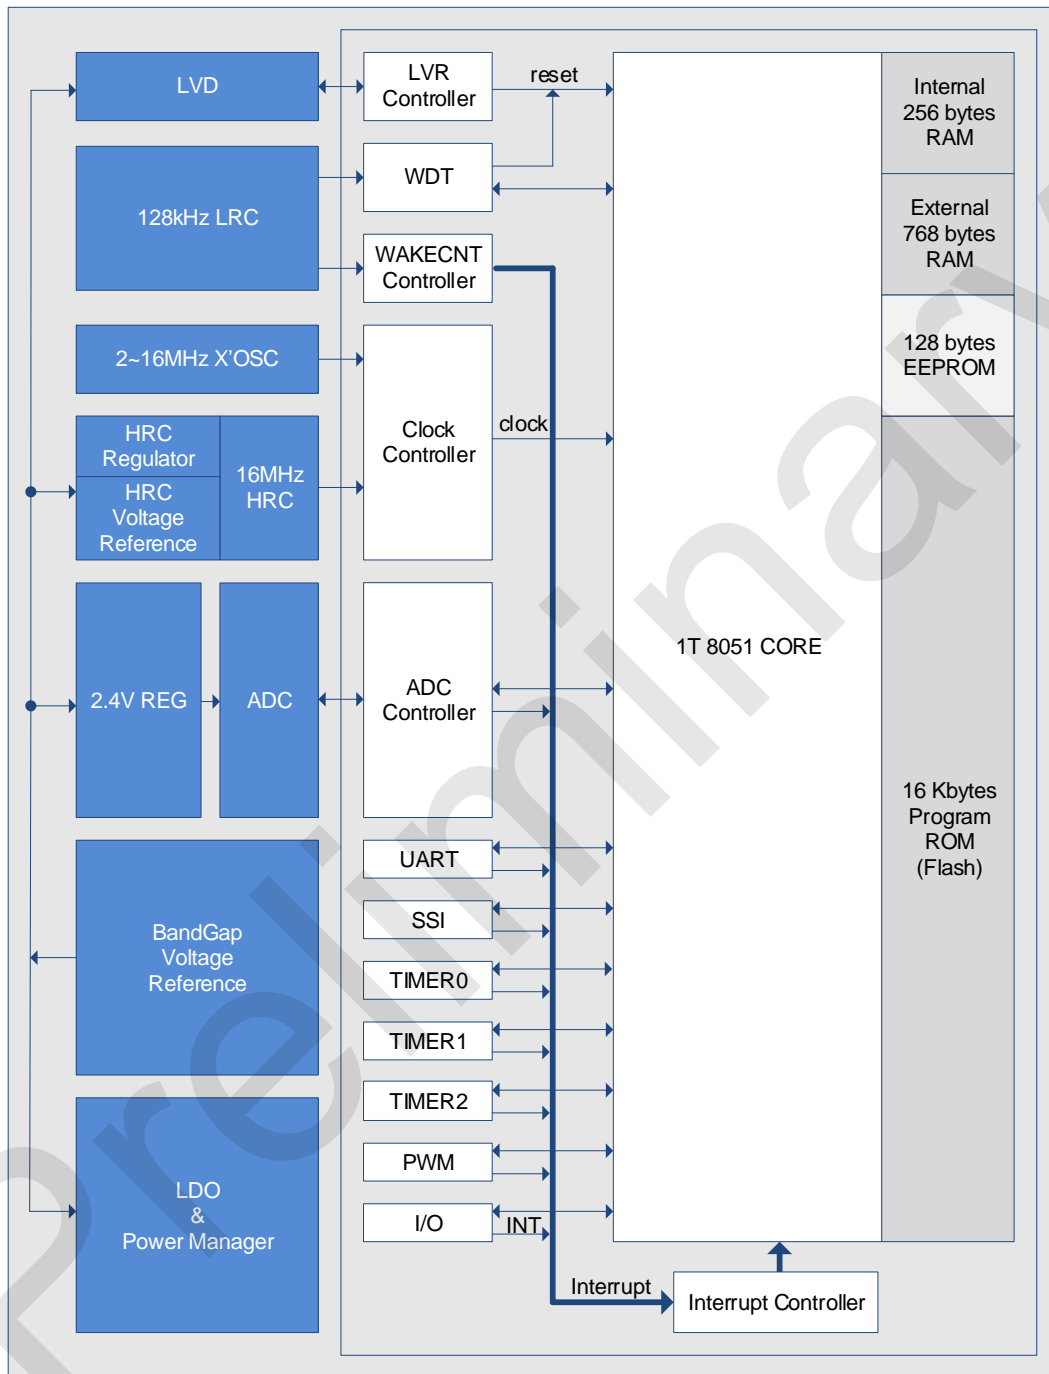 LVD
LVR
Controller
reset
Internal
256 bytes
RAM
128kHz LRC
WDT
External
768 bytes
RAM
WAKECNT
Controller
2~16MHz X'OSC
128 bytes
EEPROM
HRC
Regulator
HRC
Voltage
Reference
16MHz
HRC
Clock
Controller
clock
1T 8051 CORE
2.4V REG
ADC
ADC
Controller
16 Kbytes
Program
ROM
(Flash)
UART
SSI
BandGap
Voltage
Reference
TIMER0
TIMER1
TIMER2
PWM
LDO
&
Power Manager
I/O
INT
Interrupt
Interrupt Controller
Preliminary